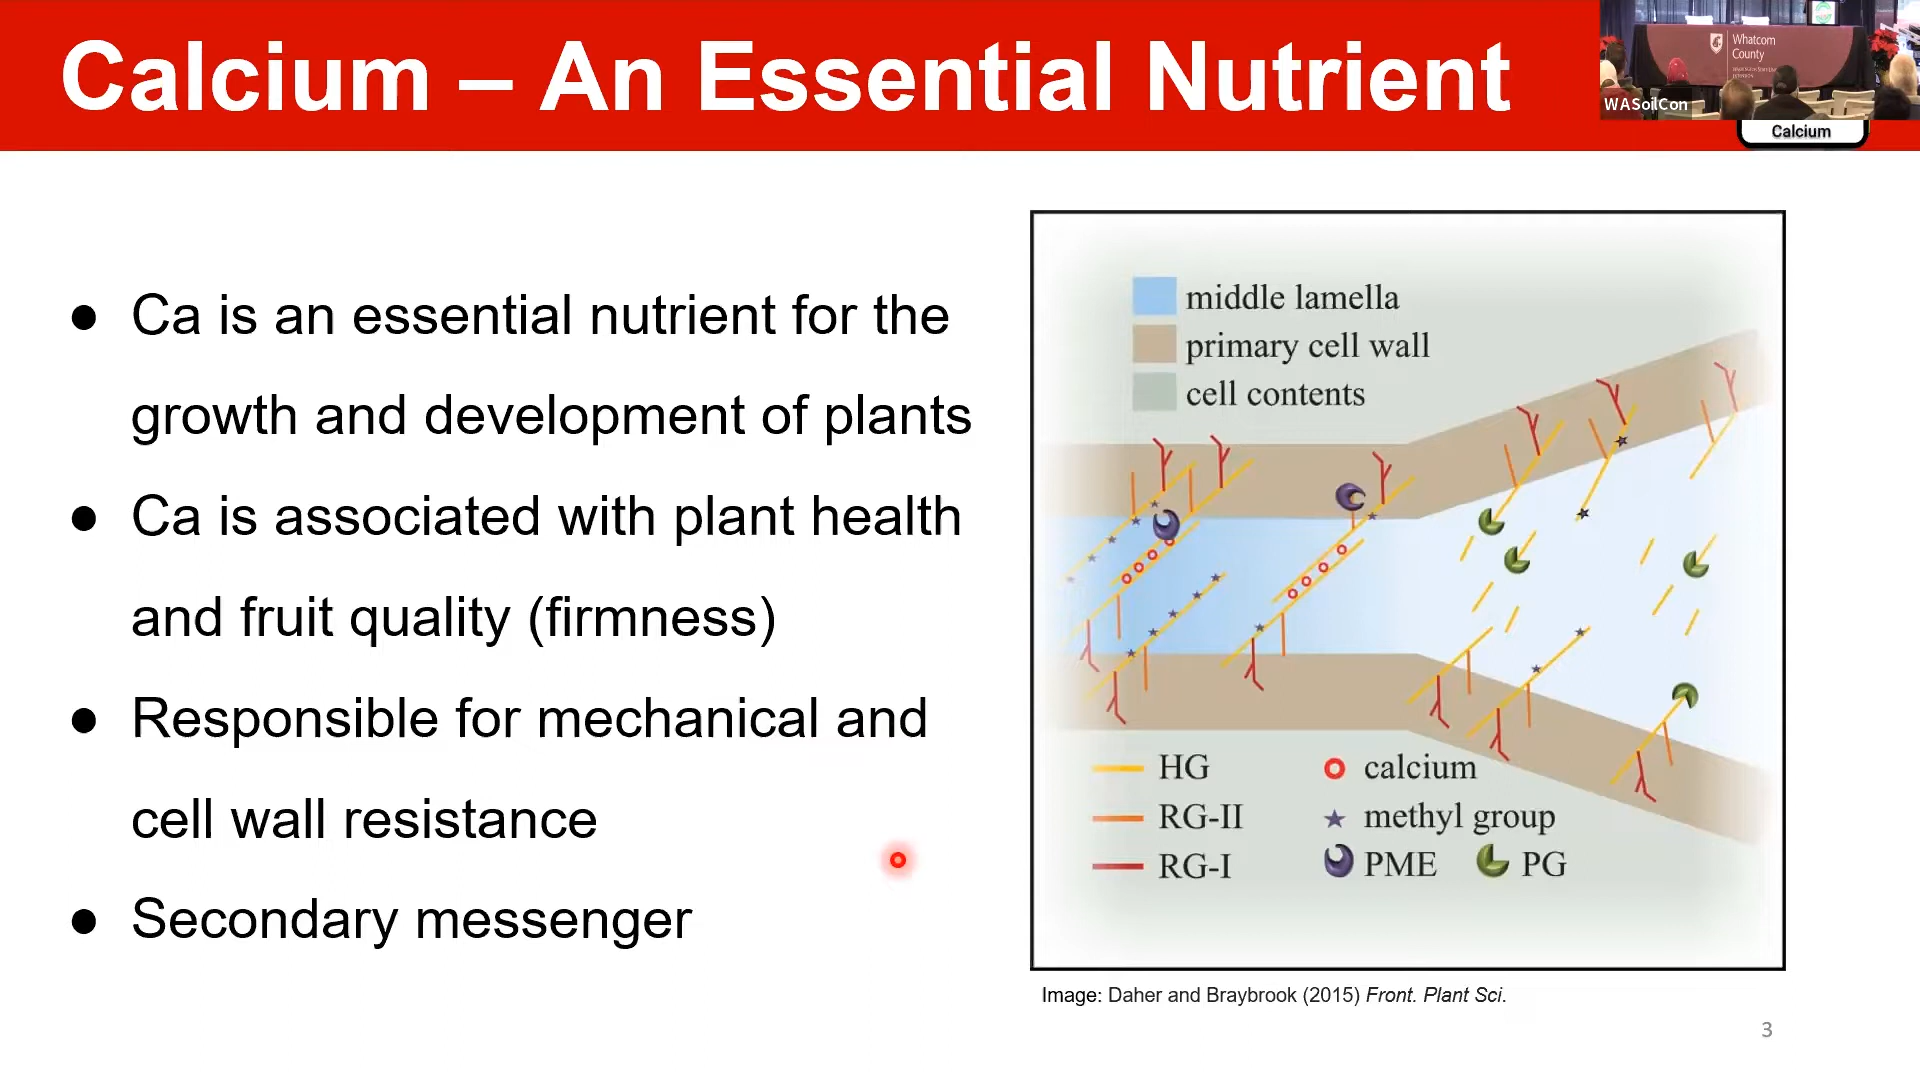 Calcium – An Essential Nutrient
Whatcom
County
WASoilCon
Calcium
● Ca is an essential nutrient for the
growth and development of plants
● Ca is associated with plant health
and fruit quality (firmness)
● Responsible for mechanical and
cell wall resistance
● Secondary messenger
middle lamella
primary cell wall
cell contents
HG
RG-II
RG-I
calcium
methyl group
PME
PG
Image: Daher and Braybrook (2015) Front. Plant Sci.
3